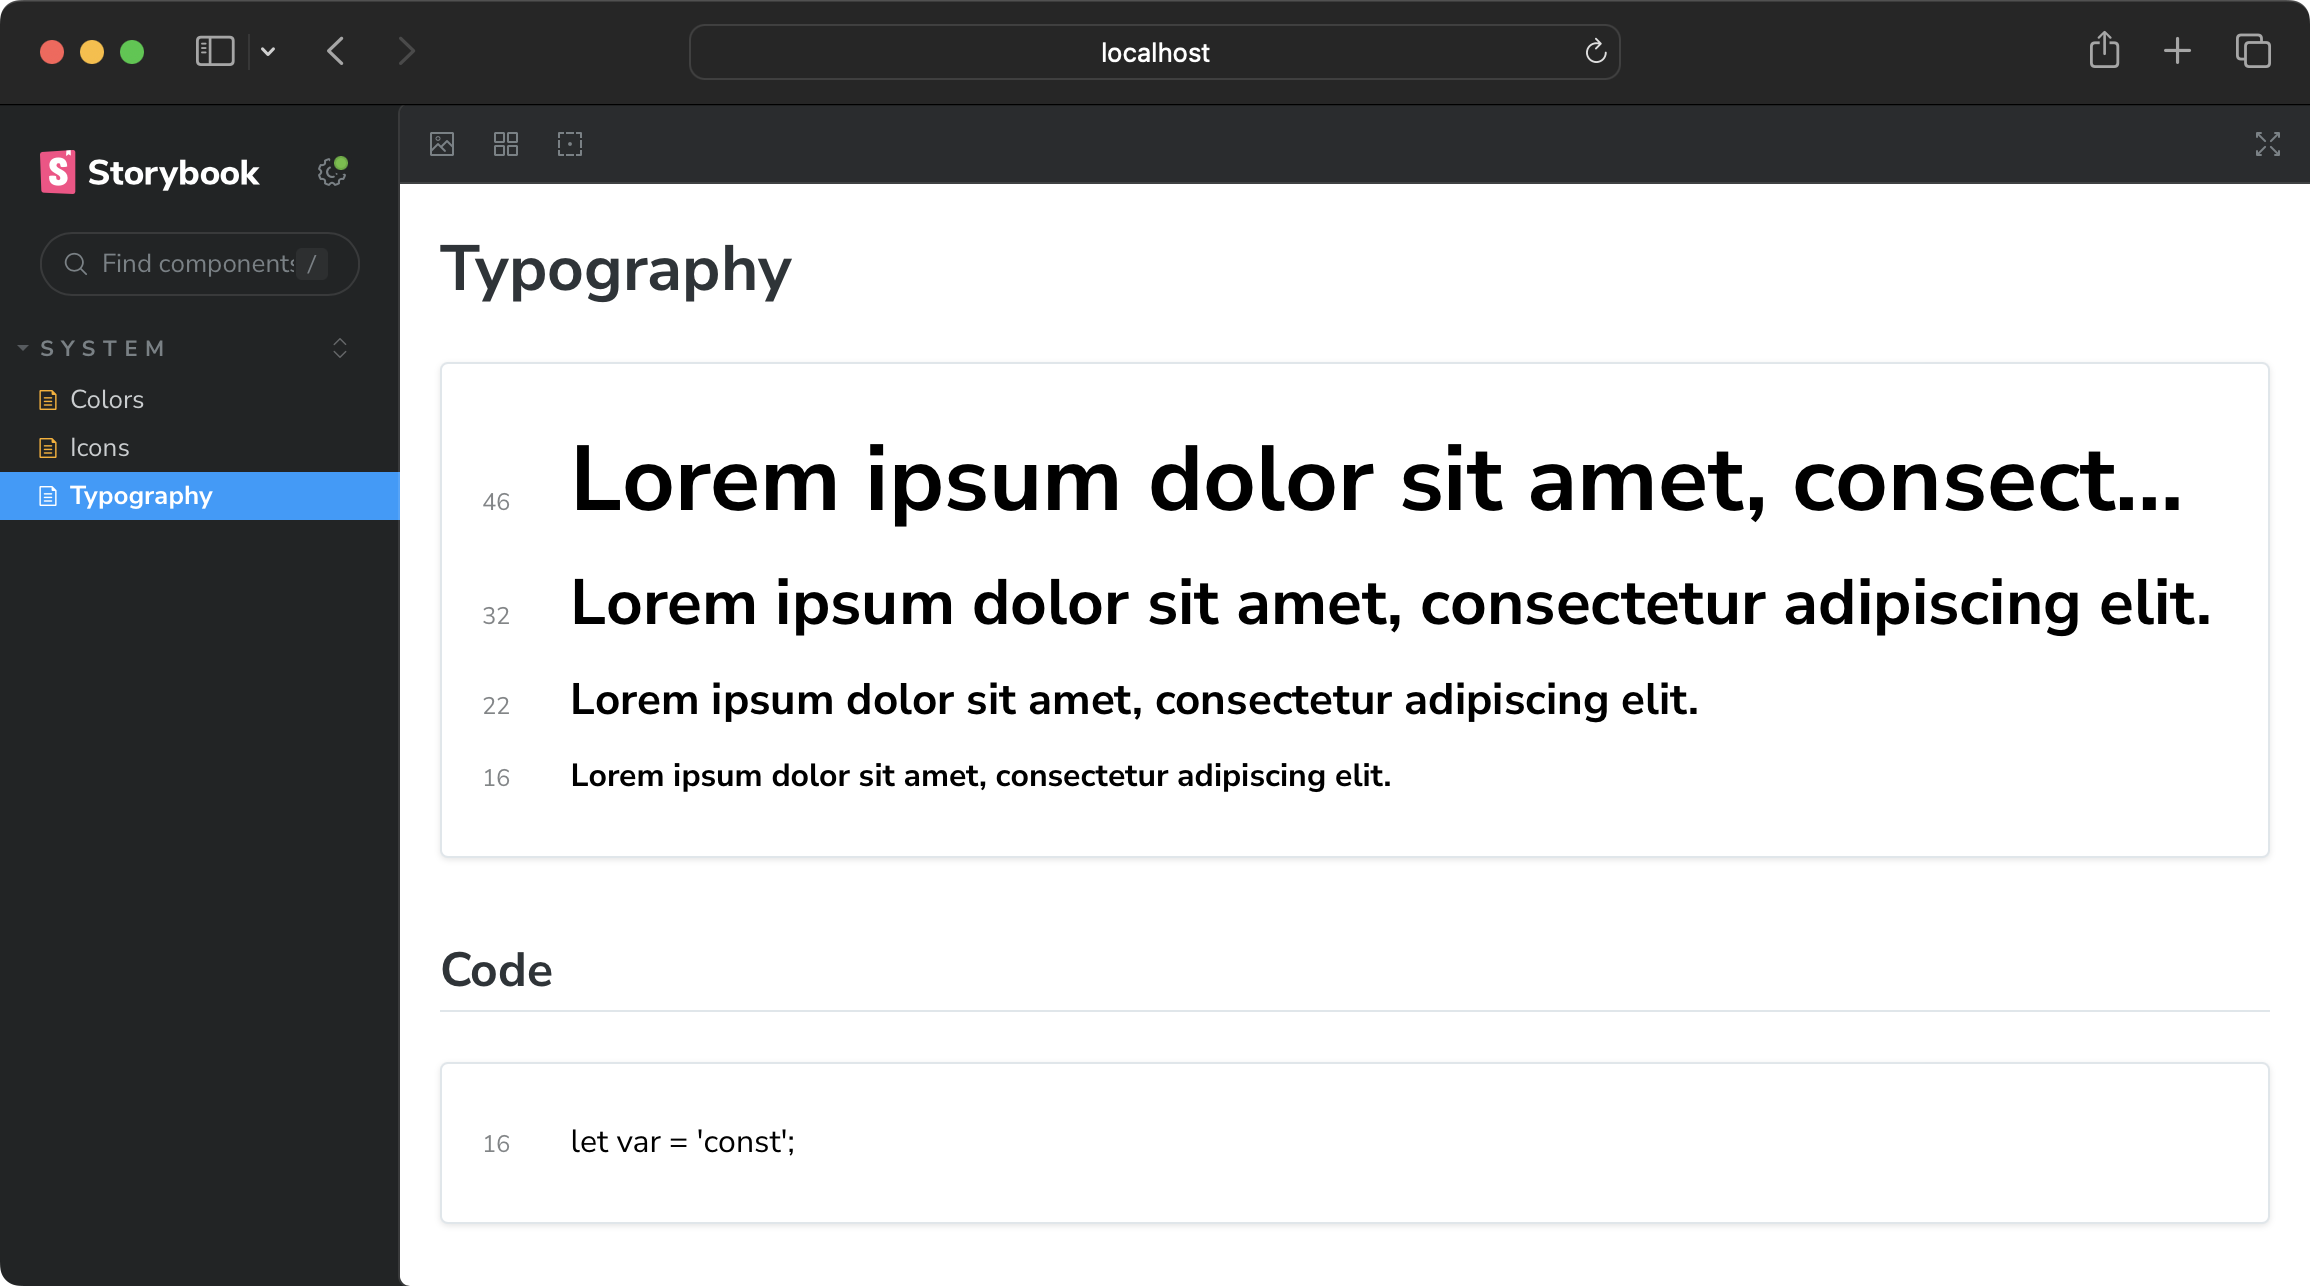 localhost
Storybook
Find components /
SYSTEM
Colors
Icons
Typography
Typography
46 Lorem ipsum dolor sit amet, consect...
32 Lorem ipsum dolor sit amet, consectetur adipiscing elit.
22 Lorem ipsum dolor sit amet, consectetur adipiscing elit.
16 Lorem ipsum dolor sit amet, consectetur adipiscing elit.
Code
16 let var = 'const';